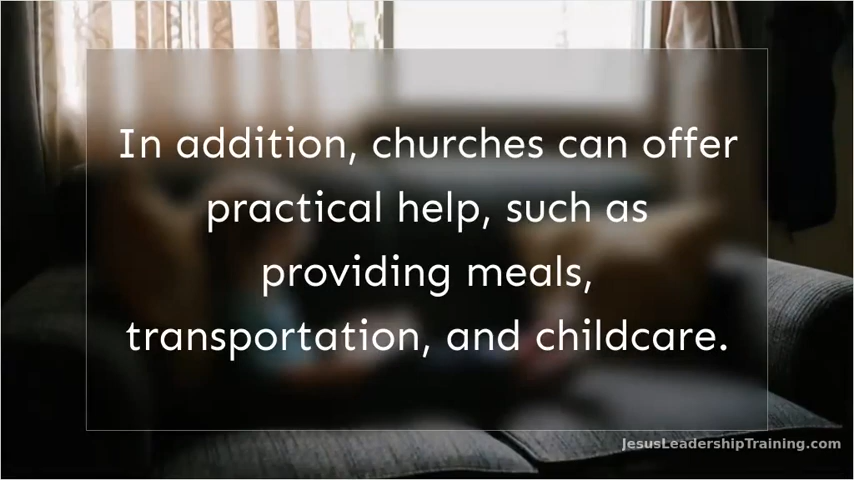 In addition, churches can offer
practical help, such as
providing meals,
transportation, and childcare.
JesusLeadershipTraining.com